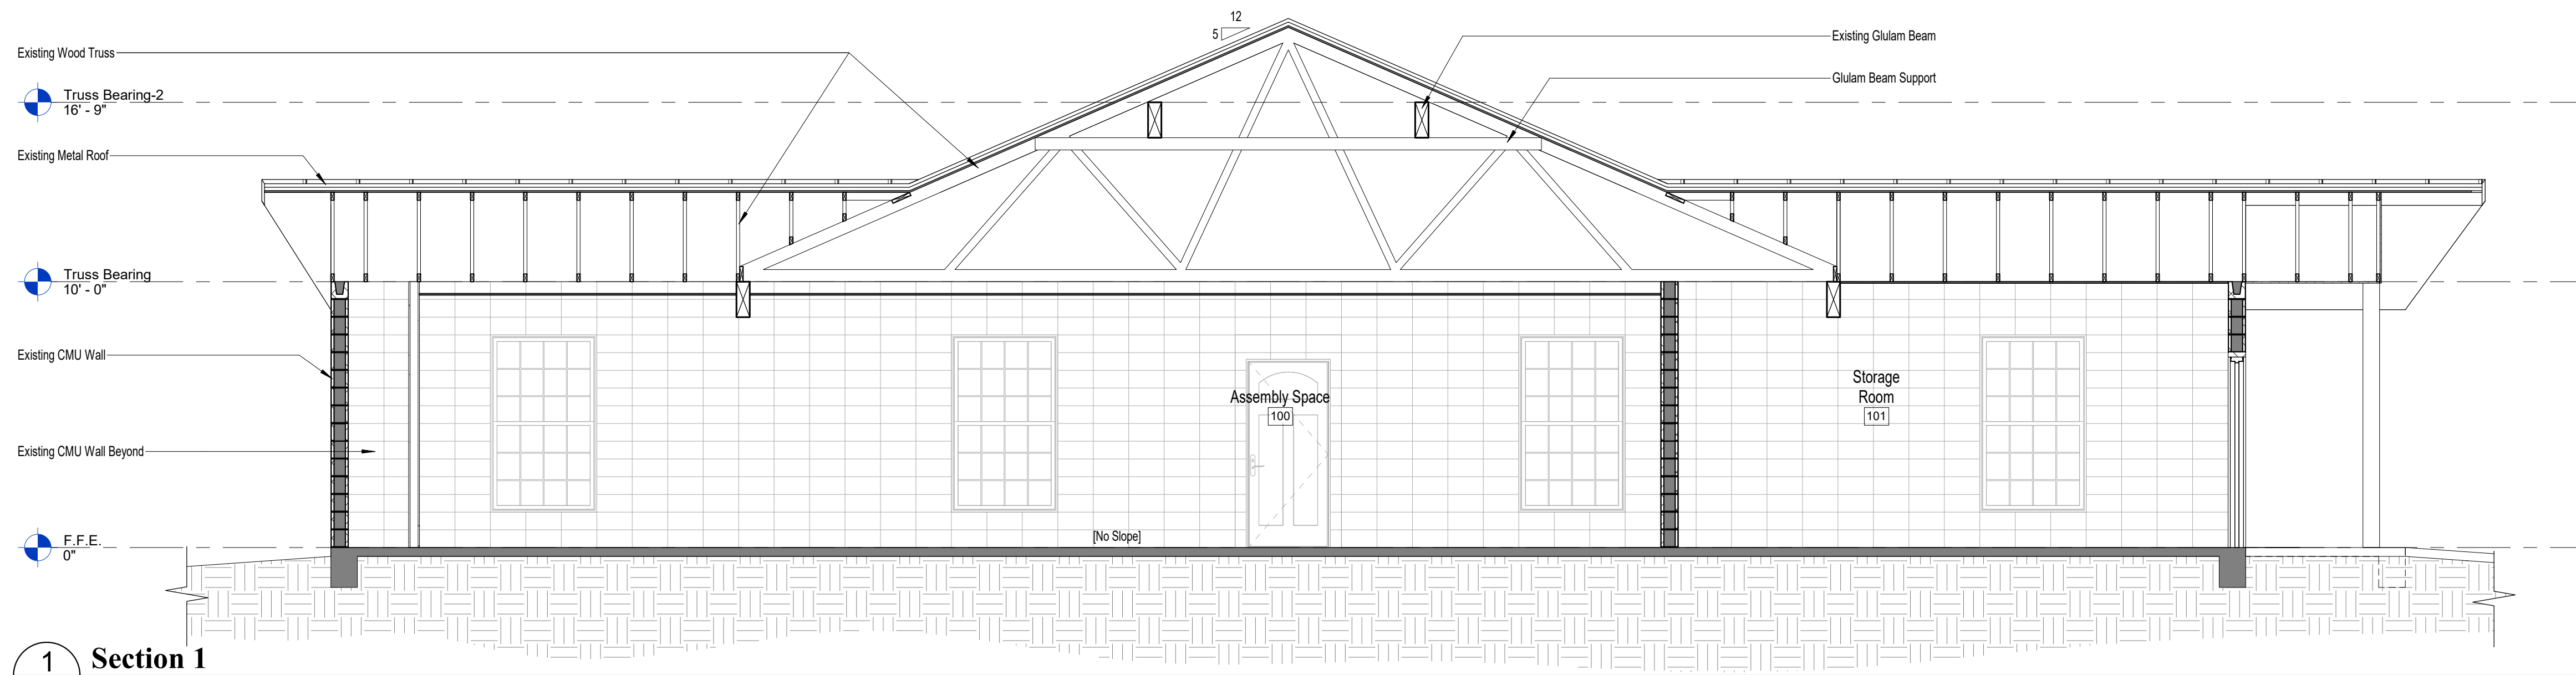 12
5
Existing Wood Truss
Existing Glulam Beam
Glulam Beam Support
Truss Bearing-2
16' - 9"
Existing Metal Roof
Truss Bearing
10' - 0"
Existing CMU Wall
Existing CMU Wall Beyond
Assembly Space
100
Storage
Room
101
[No Slope]
F.F.E.
0"
1
Section 1